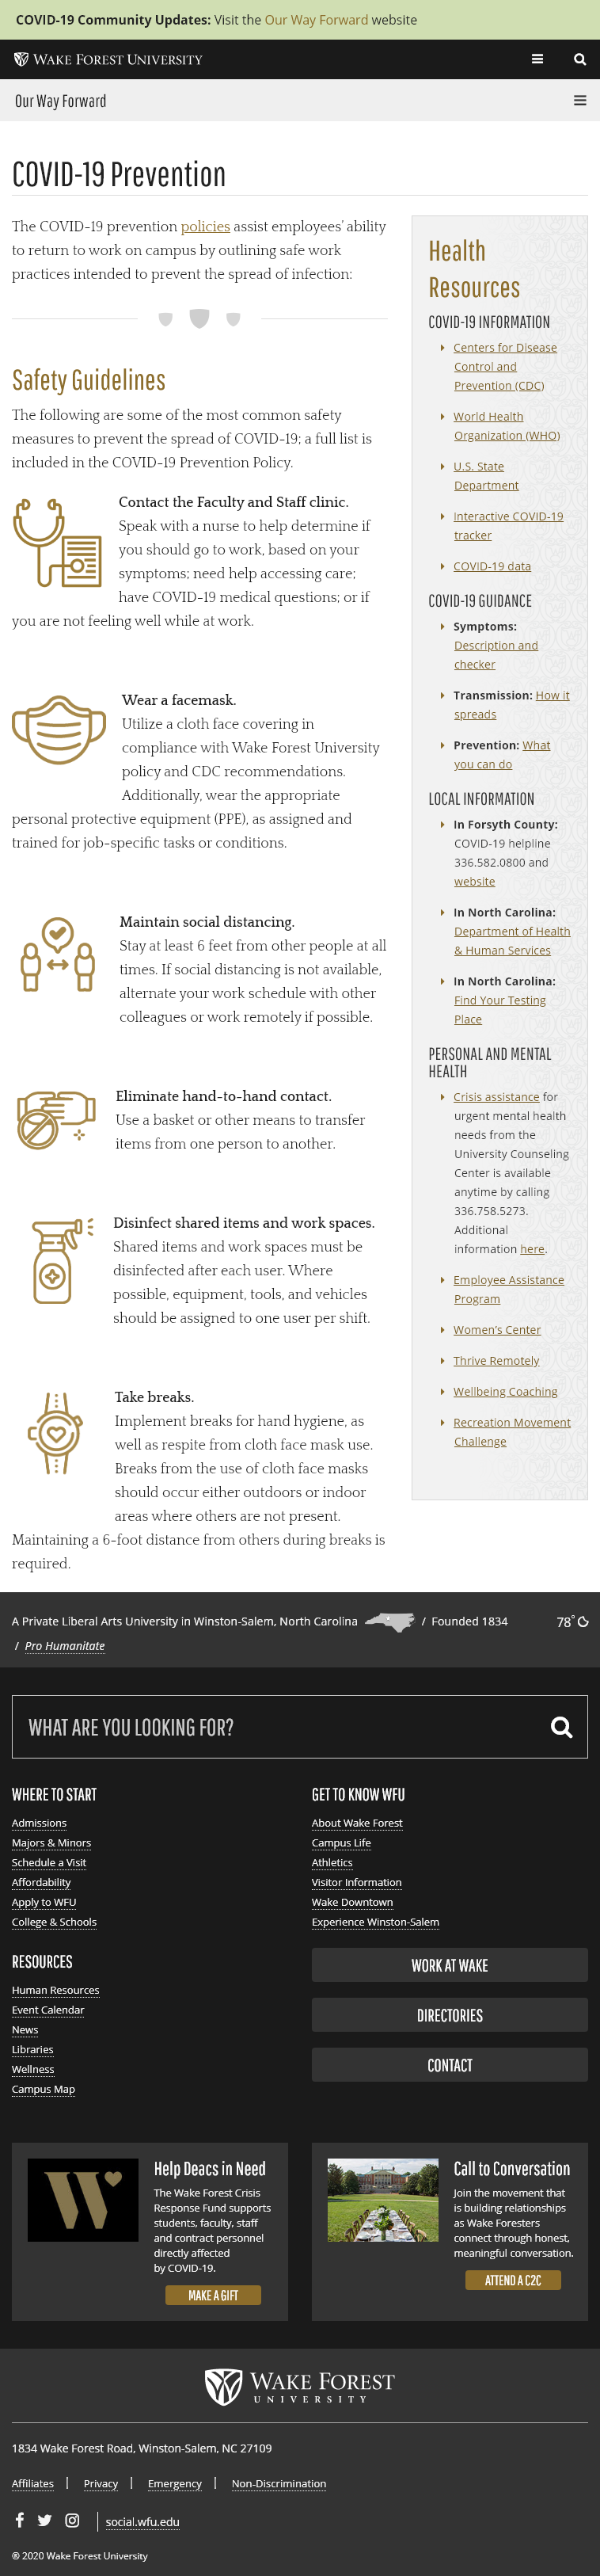 COVID-19 Community Updates: Visit the Our Way Forward website
WAKE FOREST UNIVERSITY
Our Way Forward
COVID-19 Prevention
The COVID-19 prevention policies assist employees’ ability
to return to work on campus by outlining safe work
practices intended to prevent the spread of infection:
Safety Guidelines
The following are some of the most common safety
measures to prevent the spread of COVID-19; a full list is
included in the COVID-19 Prevention Policy.
Contact the Faculty and Staff clinic.
Speak with a nurse to help determine if
you should go to work, based on your
symptoms; need help accessing care;
have COVID-19 medical questions; or if
you are not feeling well while at work.
Wear a facemask.
Utilize a cloth face covering in
compliance with Wake Forest University
policy and CDC recommendations.
Additionally, wear the appropriate
personal protective equipment (PPE), as assigned and
trained for job-specific tasks or conditions.
Maintain social distancing.
Stay at least 6 feet from other people at all
times. If social distancing is not available,
alternate your work schedule with other
colleagues or work remotely if possible.
Eliminate hand-to-hand contact.
Use a basket or other means to transfer
items from one person to another.
Disinfect shared items and work spaces.
Shared items and work spaces must be
disinfected after each user. Where
possible, equipment, tools, and vehicles
should be assigned to one user per shift.
Take breaks.
Implement breaks for hand hygiene, as
well as respite from cloth face mask use.
Breaks from the use of cloth face masks
should occur either outdoors or indoor
areas where others are not present.
Maintaining a 6-foot distance from others during breaks is
required.
Health
Resources
COVID-19 INFORMATION
Centers for Disease
Control and
Prevention (CDC)
World Health
Organization (WHO)
U.S. State
Department
Interactive COVID-19
tracker
COVID-19 data
COVID-19 GUIDANCE
Symptoms:
Description and
checker
Transmission: How it
spreads
Prevention: What
you can do
LOCAL INFORMATION
In Forsyth County:
COVID-19 helpline
336.582.0800 and
website
In North Carolina:
Department of Health
& Human Services
In North Carolina:
Find Your Testing
Place
PERSONAL AND MENTAL
HEALTH
Crisis assistance for
urgent mental health
needs from the
University Counseling
Center is available
anytime by calling
336.758.5273.
Additional
information here.
Employee Assistance
Program
Women’s Center
Thrive Remotely
Wellbeing Coaching
Recreation Movement
Challenge
A Private Liberal Arts University in Winston-Salem, North Carolina / Founded 1834
78°
/ Pro Humanitate
WHAT ARE YOU LOOKING FOR?
WHERE TO START
Admissions
Majors & Minors
Schedule a Visit
Affordability
Apply to WFU
College & Schools
GET TO KNOW WFU
About Wake Forest
Campus Life
Athletics
Visitor Information
Wake Downtown
Experience Winston-Salem
RESOURCES
Human Resources
Event Calendar
News
Libraries
Wellness
Campus Map
WORK AT WAKE
DIRECTORIES
CONTACT
W
Help Deacs in Need
The Wake Forest Crisis
Response Fund supports
students, faculty, staff
and contract personnel
directly affected
by COVID-19.
MAKE A GIFT
Call to Conversation
Join the movement that
is building relationships
as Wake Foresters
connect through honest,
meaningful conversation.
ATTEND A C2C
WAKE FOREST
UNIVERSITY
1834 Wake Forest Road, Winston-Salem, NC 27109
Affiliates | Privacy | Emergency | Non-Discrimination
social.wfu.edu
® 2020 Wake Forest University